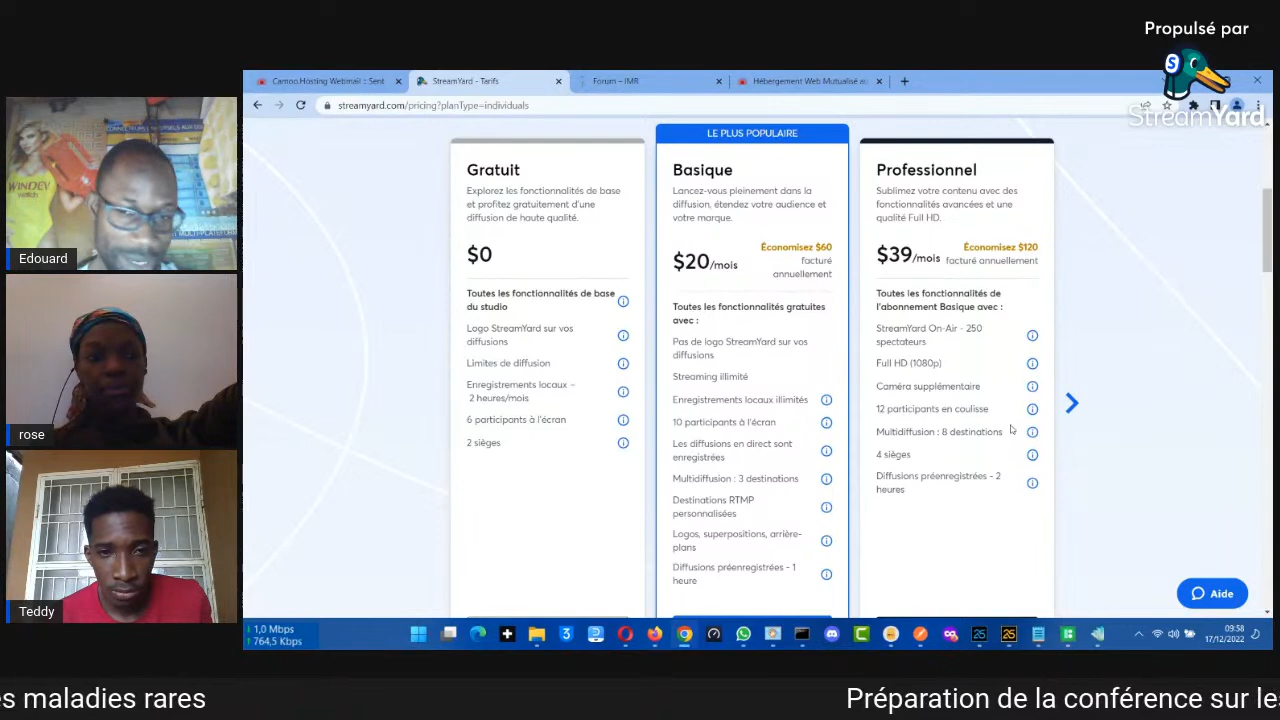 Propulsé par
StreamYard
Camoo.Hosting Webmail :: Sent
StreamYard - Tarifs
Forum – IMR
Hébergement Web Mutualisé au
streamyard.com/pricing?planType=individuals
WINDEV
Edouard
rose
Teddy
Gratuit
Explorez les fonctionnalités de base
et profitez gratuitement d'une
diffusion de haute qualité.
$0
Toutes les fonctionnalités de base
du studio
Logo StreamYard sur vos
diffusions
Limites de diffusion
Enregistrements locaux –
2 heures/mois
6 participants à l'écran
2 sièges
LE PLUS POPULAIRE
Basique
Lancez-vous pleinement dans la
diffusion, étendez votre audience et
votre marque.
$20/mois
Économisez $60
facturé
annuellement
Toutes les fonctionnalités gratuites
avec :
Pas de logo StreamYard sur vos
diffusions
Streaming illimité
Enregistrements locaux illimités
10 participants à l'écran
Les diffusions en direct sont
enregistrées
Multidiffusion : 3 destinations
Destinations RTMP
personnalisées
Logos, superpositions, arrière-
plans
Diffusions préenregistrées - 1
heure
Professionnel
Sublimez votre contenu avec des
fonctionnalités avancées et une
qualité Full HD.
$39/mois
Économisez $120
facturé annuellement
Toutes les fonctionnalités de
l'abonnement Basique avec :
StreamYard On-Air - 250
spectateurs
Full HD (1080p)
Caméra supplémentaire
12 participants en coulisse
Multidiffusion : 8 destinations
4 sièges
Diffusions préenregistrées - 2
heures
Aide
1,0 Mbps
764,5 Kbps
25
25
09:58
17/12/2022
es maladies rares
Préparation de la conférence sur le